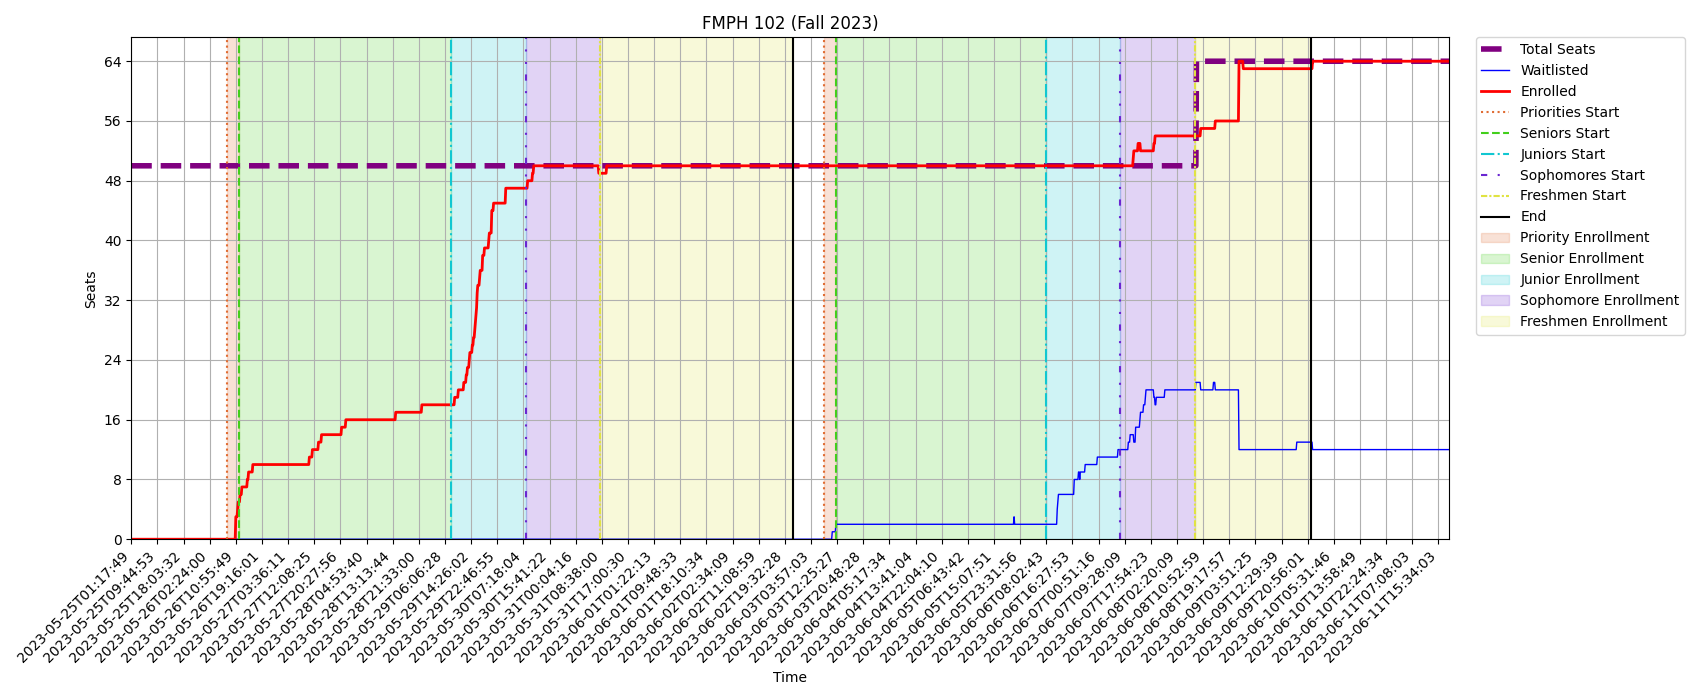 FMPH 102 (Fall 2023)
Seats
64
56
48
40
32
24
16
8
0
2023-05-25T01:17:49
2023-05-25T09:44:53
2023-05-25T18:03:32
2023-05-26T02:24:00
2023-05-26T10:55:49
2023-05-26T19:16:01
2023-05-27T03:36:11
2023-05-27T12:08:25
2023-05-27T20:27:56
2023-05-28T04:53:40
2023-05-28T13:13:44
2023-05-28T21:33:00
2023-05-29T06:06:28
2023-05-29T14:26:02
2023-05-29T22:46:55
2023-05-30T07:18:04
2023-05-30T15:41:22
2023-05-31T00:04:16
2023-05-31T08:38:00
2023-05-31T17:00:30
2023-06-01T01:22:13
2023-06-01T09:48:33
2023-06-01T18:10:34
2023-06-02T02:34:09
2023-06-02T11:08:59
2023-06-02T19:32:28
2023-06-03T03:57:03
2023-06-03T12:25:27
2023-06-03T20:48:28
2023-06-04T05:17:34
2023-06-04T13:41:04
2023-06-04T22:04:10
2023-06-05T06:43:42
2023-06-05T15:07:51
2023-06-05T23:31:56
2023-06-06T08:02:43
2023-06-06T16:27:53
2023-06-07T00:51:16
2023-06-07T09:28:09
2023-06-07T17:54:23
2023-06-08T02:20:09
2023-06-08T10:52:59
2023-06-08T19:17:57
2023-06-09T03:51:25
2023-06-09T12:29:39
2023-06-09T20:56:01
2023-06-10T05:31:46
2023-06-10T13:58:49
2023-06-10T22:24:34
2023-06-11T07:08:03
2023-06-11T15:34:03
Time
Total Seats
Waitlisted
Enrolled
Priorities Start
Seniors Start
Juniors Start
Sophomores Start
Freshmen Start
End
Priority Enrollment
Senior Enrollment
Junior Enrollment
Sophomore Enrollment
Freshmen Enrollment